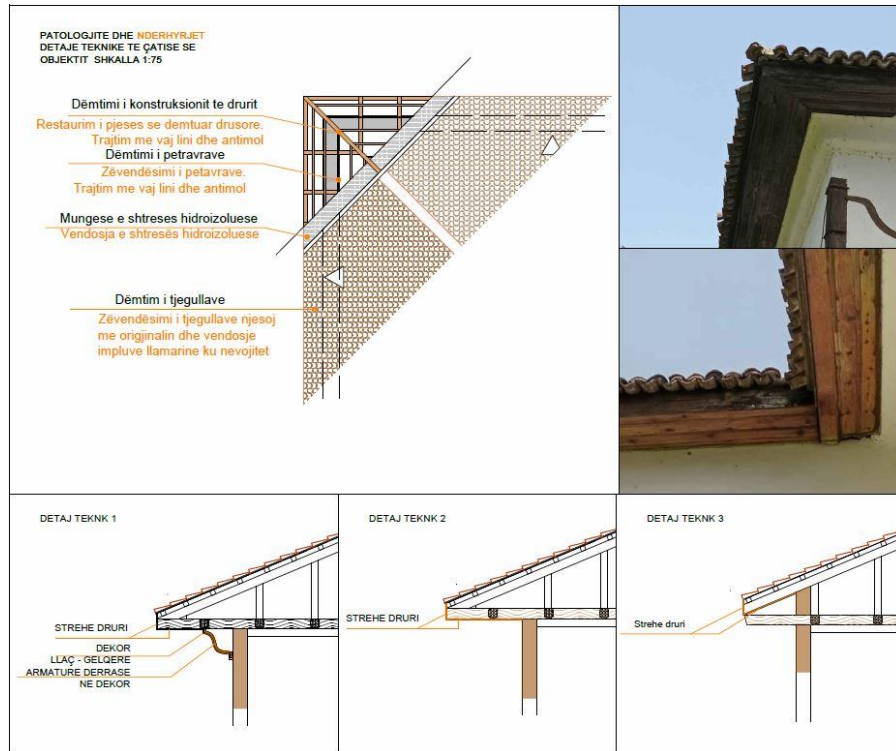 PATOLOGJITE DHE NDERHYRJET
DETAJE TEKNIKE TE ÇATISE SE
OBJEKTIT SHKALLA 1:75
Dëmtimi i konstruksionit te drurit
Restaurim i pjeses se demtuar drusore.
Trajtim me vaj lini dhe antimol
Dëmtimi i petravrave
Zëvendësimi i petavrave.
Trajtim me vaj lini dhe antimol
Mungese e shtreses hidroizoluese
Vendosja e shtresës hidroizoluese
Dëmtim i tjegullave
Zëvendësimi i tjegullave njesoj
me origjinalin dhe vendosje
impluve llamarine ku nevojitet
DETAJ TEKNK 1
STREHE DRURI
DEKOR
LLAÇ - GELQERE
ARMATURE DERRASE
NE DEKOR
DETAJ TEKNK 2
STREHE DRURI
DETAJ TEKNK 3
Strehe druri